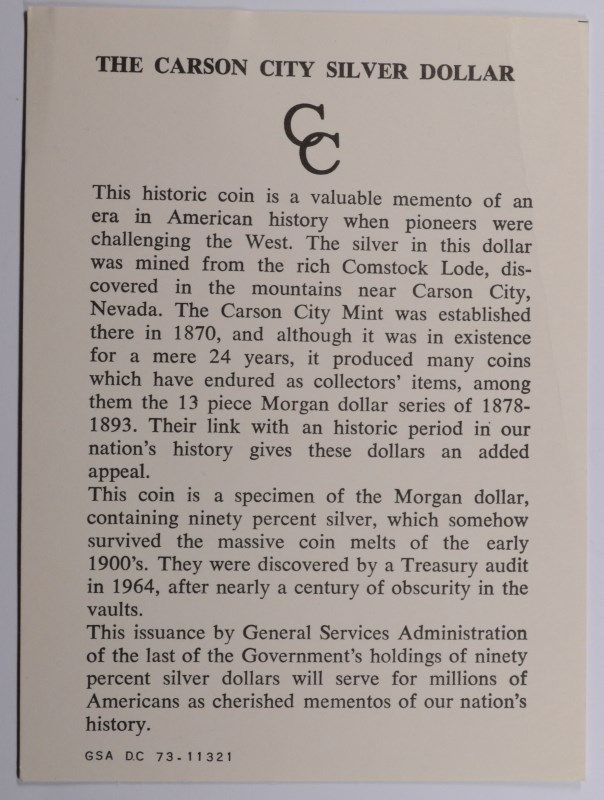 THE CARSON CITY SILVER DOLLAR
CC
This historic coin is a valuable memento of an
era in American history when pioneers were
challenging the West. The silver in this dollar
was mined from the rich Comstock Lode, dis-
covered in the mountains near Carson City,
Nevada. The Carson City Mint was established
there in 1870, and although it was in existence
for a mere 24 years, it produced many coins
which have endured as collectors' items, among
them the 13 piece Morgan dollar series of 1878-
1893. Their link with an historic period in our
nation's history gives these dollars an added
appeal.
This coin is a specimen of the Morgan dollar,
containing ninety percent silver, which somehow
survived the massive coin melts of the early
1900's. They were discovered by a Treasury audit
in 1964, after nearly a century of obscurity in the
vaults.
This issuance by General Services Administration
of the last of the Government's holdings of ninety
percent silver dollars will serve for millions of
Americans as cherished mementos of our nation's
history.
GSA DC 73-11321